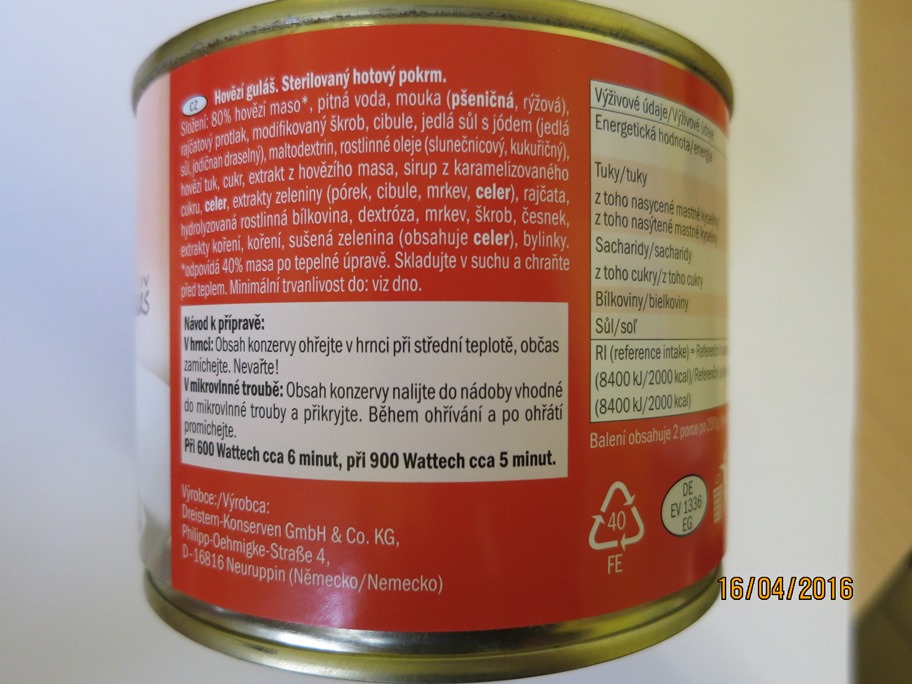 CZ
Hovězí guláš. Sterilovaný hotový pokrm.
Složení: 80% hovězí maso*, pitná voda, mouka (pšeničná, rýžová),
rajčatový protlak, modifikovaný škrob, cibule, jedlá sůl s jódem (jedlá
sůl, jodičnan draselný), maltodextrin, rostlinné oleje (slunečnicový, kukuřičný),
hovězí tuk, cukr, extrakt z hovězího masa, sirup z karamelizovaného
cukru, celer, extrakty zeleniny (pórek, cibule, mrkev, celer), rajčata,
hydrolyzovaná rostlinná bílkovina, dextróza, mrkev, škrob, česnek,
extrakty koření, koření, sušená zelenina (obsahuje celer), bylinky.
*odpovídá 40% masa po tepelné úpravě. Skladujte v suchu a chraňte
před teplem. Minimální trvanlivost do: viz dno.
Návod k přípravě:
V hrnci: Obsah konzervy ohřejte v hrnci při střední teplotě, občas
zamíchejte. Nevařte!
V mikrovlnné troubě: Obsah konzervy nalijte do nádoby vhodné
do mikrovlnné trouby a přikryjte. Během ohřívání a po ohřátí
promíchejte.
Při 600 Wattech cca 6 minut, při 900 Wattech cca 5 minut.
Výrobce:/Výrobca:
Dreistern-Konserven GmbH & Co. KG,
Philipp-Oehmigke-Straße 4,
D-16816 Neuruppin (Německo/Nemecko)
Výživové údaje/Výživové údaje
Energetická hodnota/energia
Tuky/tuky
z toho nasycené mastné kyseliny
z toho nasýtené mastné kyseliny
Sacharidy/sacharidy
z toho cukry/z toho cukry
Bílkoviny/bielkoviny
Sůl/soľ
RI (reference intake) = Referenční
(8400 kJ/2000 kcal)/Referenčný
(8400 kJ/2000 kcal)
Balení obsahuje 2 porce po 250
40
FE
DE
EV 1336
EG
16/04/2016